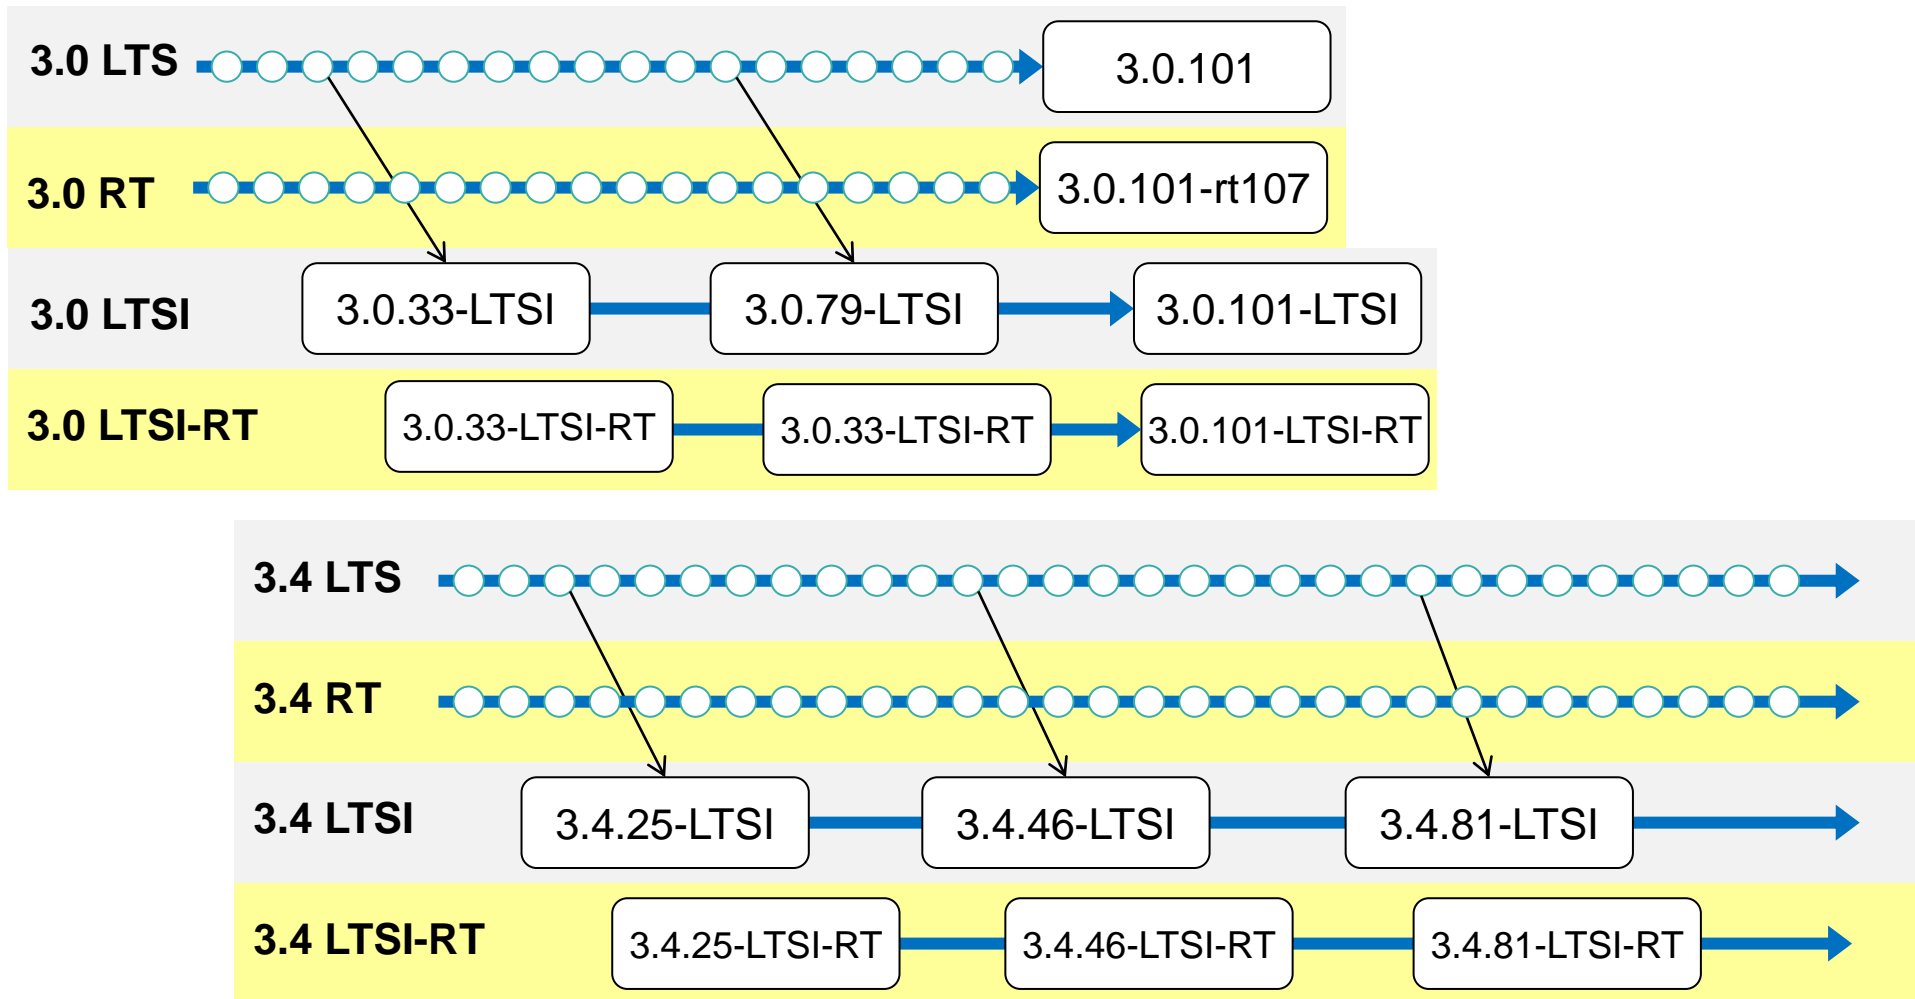 3.0 LTS
3.0.101
3.0 RT
3.0.101-rt107
3.0 LTSI
3.0.33-LTSI
3.0.79-LTSI
3.0.101-LTSI
3.0 LTSI-RT
3.0.33-LTSI-RT
3.0.33-LTSI-RT
3.0.101-LTSI-RT
3.4 LTS
3.4 RT
3.4 LTSI
3.4.25-LTSI
3.4.46-LTSI
3.4.81-LTSI
3.4 LTSI-RT
3.4.25-LTSI-RT
3.4.46-LTSI-RT
3.4.81-LTSI-RT